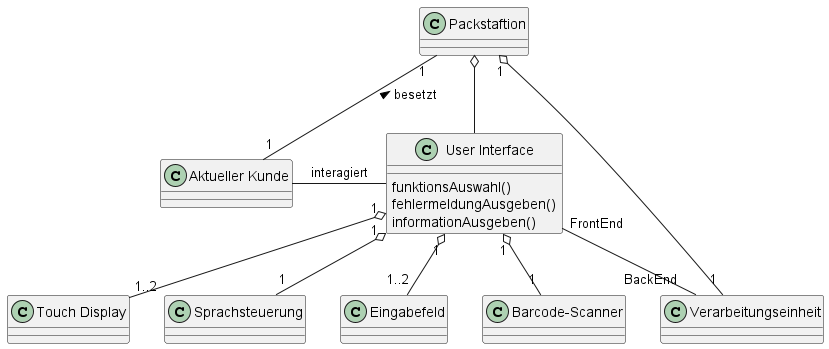 C Packstaftion
1
1
besetzt
1
C Aktueller Kunde
interagiert
C User Interface
funktionsAuswahl()
fehlermeldungAusgeben()
informationAusgeben()
1
1
1
1
FrontEnd
1..2
1
1..2
1
BackEnd
1
C Touch Display
C Sprachsteuerung
C Eingabefeld
C Barcode-Scanner
C Verarbeitungseinheit